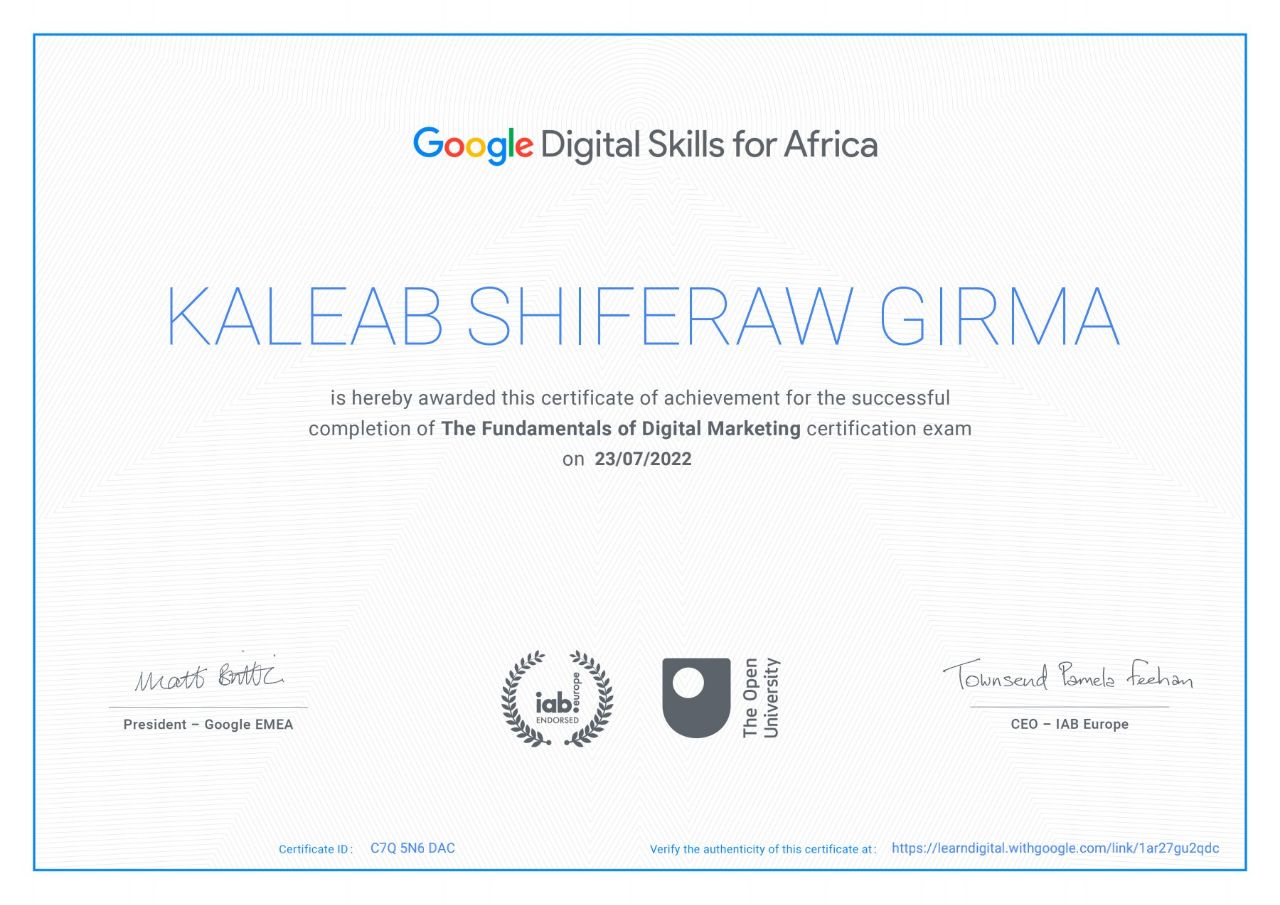 Google Digital Skills for Africa
KALEAB SHIFERAW GIRMA
is hereby awarded this certificate of achievement for the successful
completion of The Fundamentals of Digital Marketing certification exam
on 23/07/2022
Matt Brittin
President – Google EMEA
iab.europe
ENDORSED
The Open
University
Townsend Pamela Feehan
CEO – IAB Europe
Certificate ID : C7Q 5N6 DAC
Verify the authenticity of this certificate at : https://learndigital.withgoogle.com/link/1ar27gu2qdc